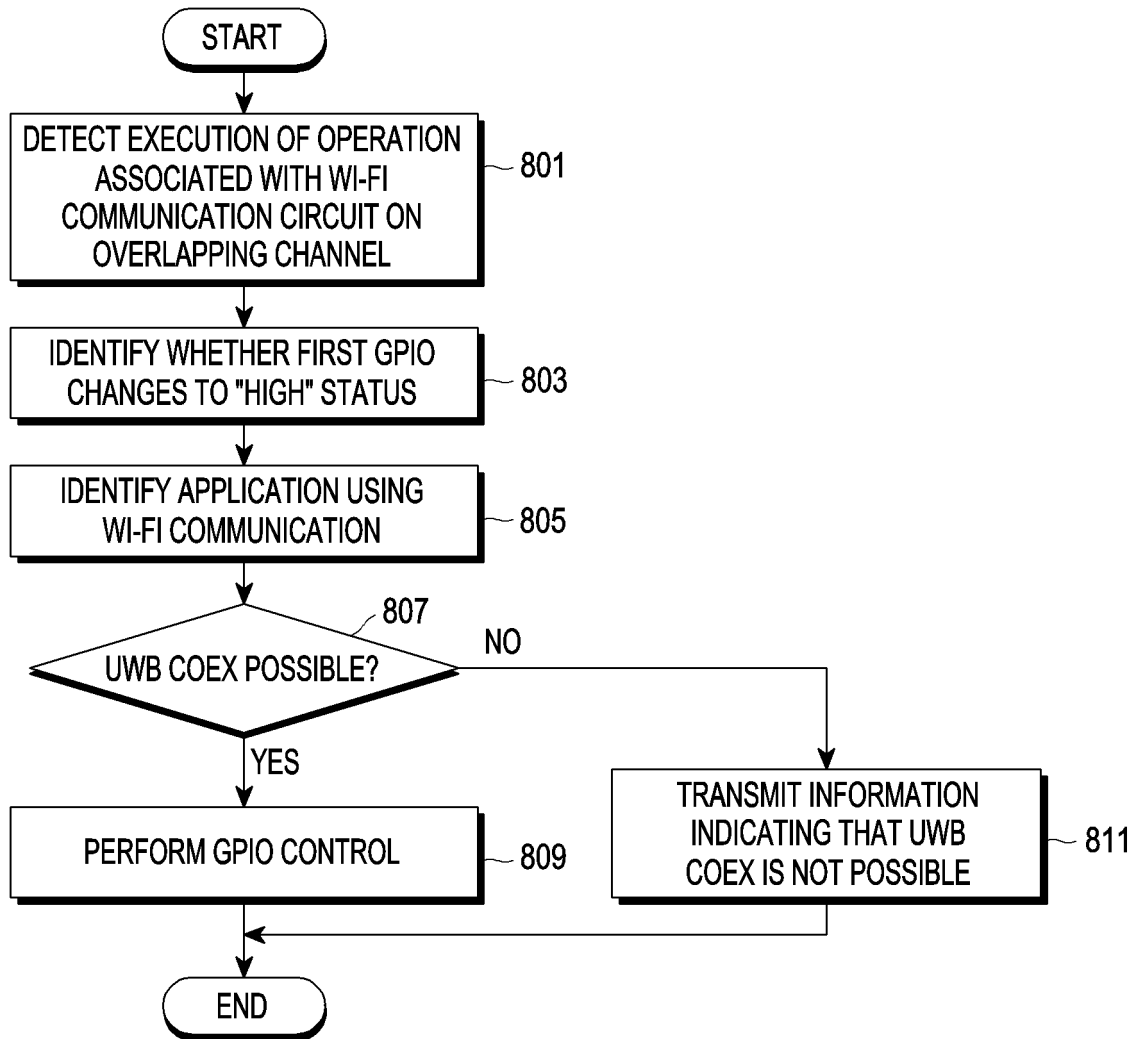 START
DETECT EXECUTION OF OPERATION
ASSOCIATED WITH WI-FI
COMMUNICATION CIRCUIT ON
OVERLAPPING CHANNEL
801
IDENTIFY WHETHER FIRST GPIO
CHANGES TO "HIGH" STATUS
803
IDENTIFY APPLICATION USING
WI-FI COMMUNICATION
805
807
UWB COEX POSSIBLE?
NO
YES
PERFORM GPIO CONTROL
809
TRANSMIT INFORMATION
INDICATING THAT UWB
COEX IS NOT POSSIBLE
811
END